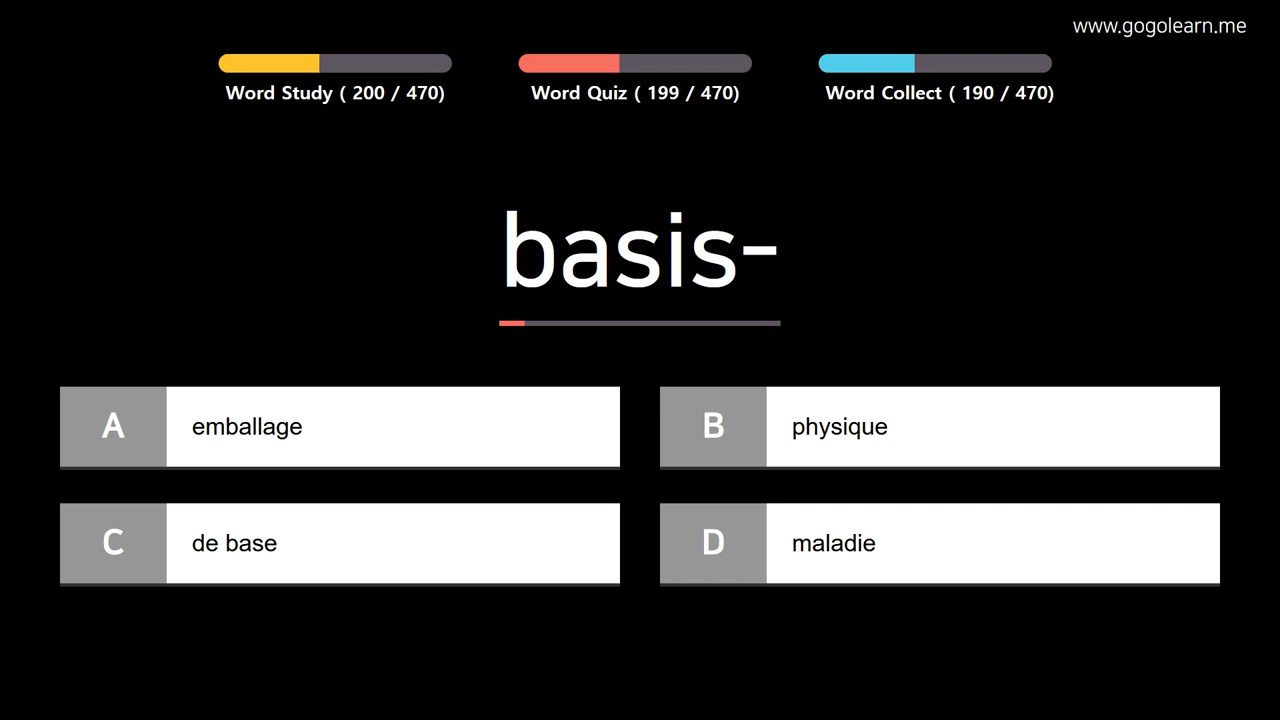 www.gogolearn.me
Word Study ( 200 / 470)
Word Quiz ( 199 / 470)
Word Collect ( 190 / 470)
basis-
A
emballage
B
physique
C
de base
D
maladie